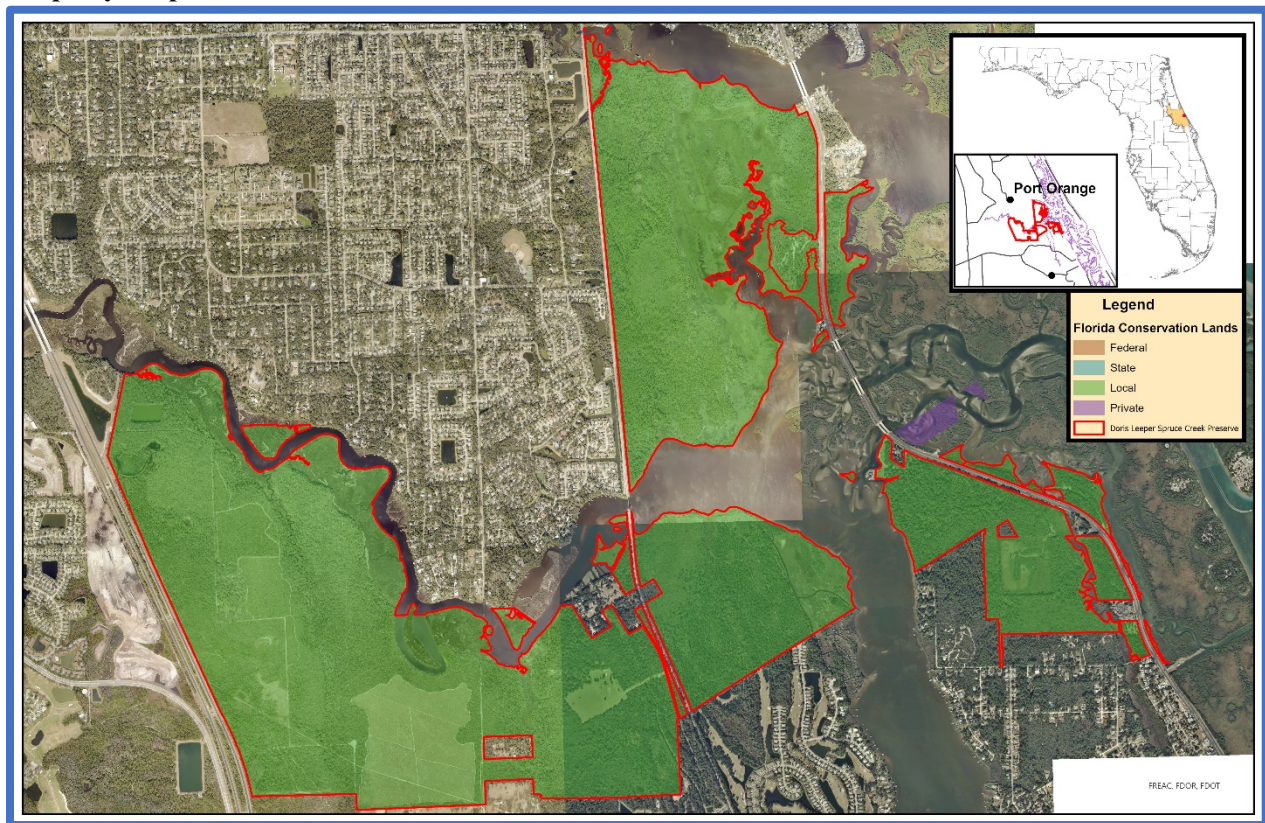 Port Orange
Legend
Florida Conservation Lands
Federal
State
Local
Private
Doris Leeper Spruce Creek Preserve
FREAC, FDOR, FDOT